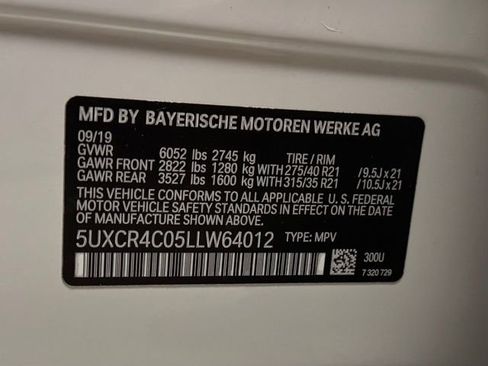 MFD BY BAYERISCHE MOTOREN WERKE AG
09/19
GVWR 6052 lbs 2745 kg TIRE / RIM
GAWR FRONT 2822 lbs 1280 kg WITH 275/40 R21 /9.5J x 21
GAWR REAR 3527 lbs 1600 kg WITH 315/35 R21 /10.5J x 21
THIS VEHICLE CONFORMS TO ALL APPLICABLE U. S. FEDERAL
MOTOR VEHICLE SAFETY STANDARDS IN EFFECT ON THE
DATE OF MANUFACTURE SHOWN ABOVE.
5UXCR4C05LLW64012 TYPE: MPV
300U
7 320 729